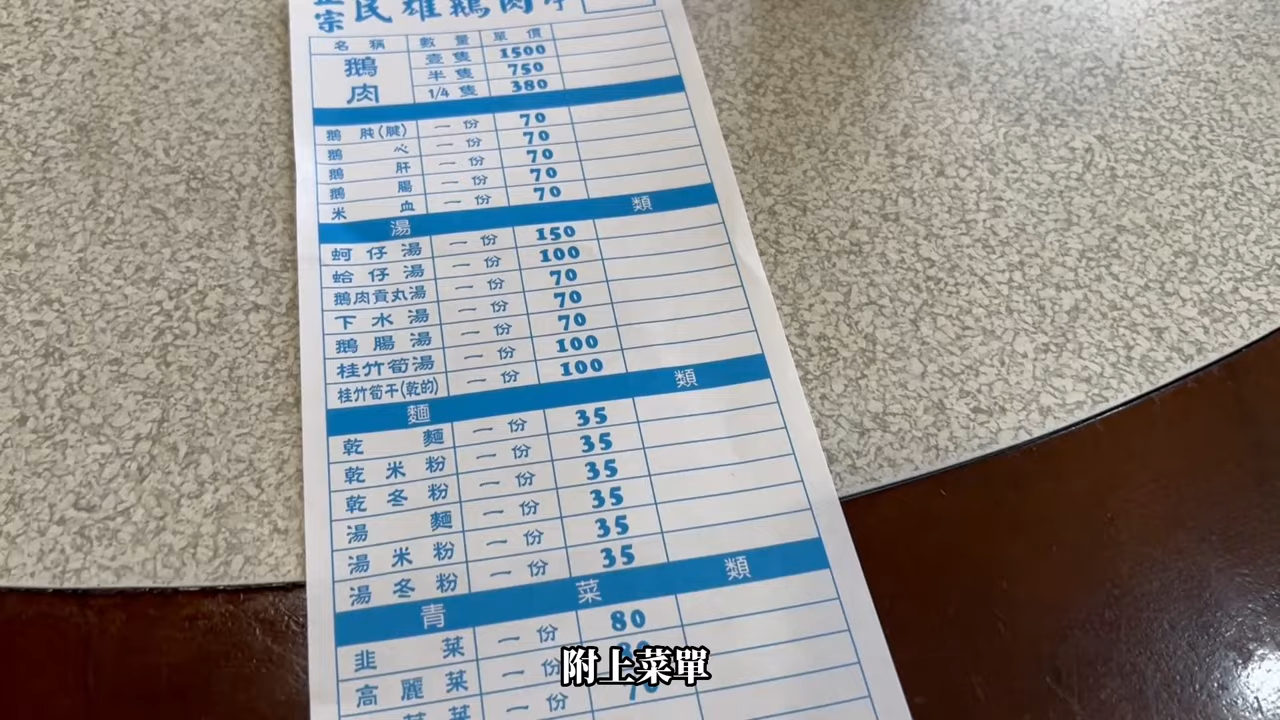 正宗民雄鵝肉
名稱 數量 單價
鵝肉 壹隻 1500
半隻 750
1/4隻 380
鵝肫(腱) 一份 70
鵝心 一份 70
鵝肝 一份 70
鵝腸 一份 70
米血 一份 70
湯類
蚵仔湯 一份 150
蛤仔湯 一份 100
鵝肉貢丸湯 一份 70
下水湯 一份 70
鵝腸湯 一份 70
桂竹筍湯 一份 100
桂竹筍干(乾的) 一份 100
麵類
乾麵 一份 35
乾米粉 一份 35
乾冬粉 一份 35
湯麵 一份 35
湯米粉 一份 35
湯冬粉 一份 35
青菜類
韭菜 一份 80
高麗菜 一份
菜 一份 70
附上菜單